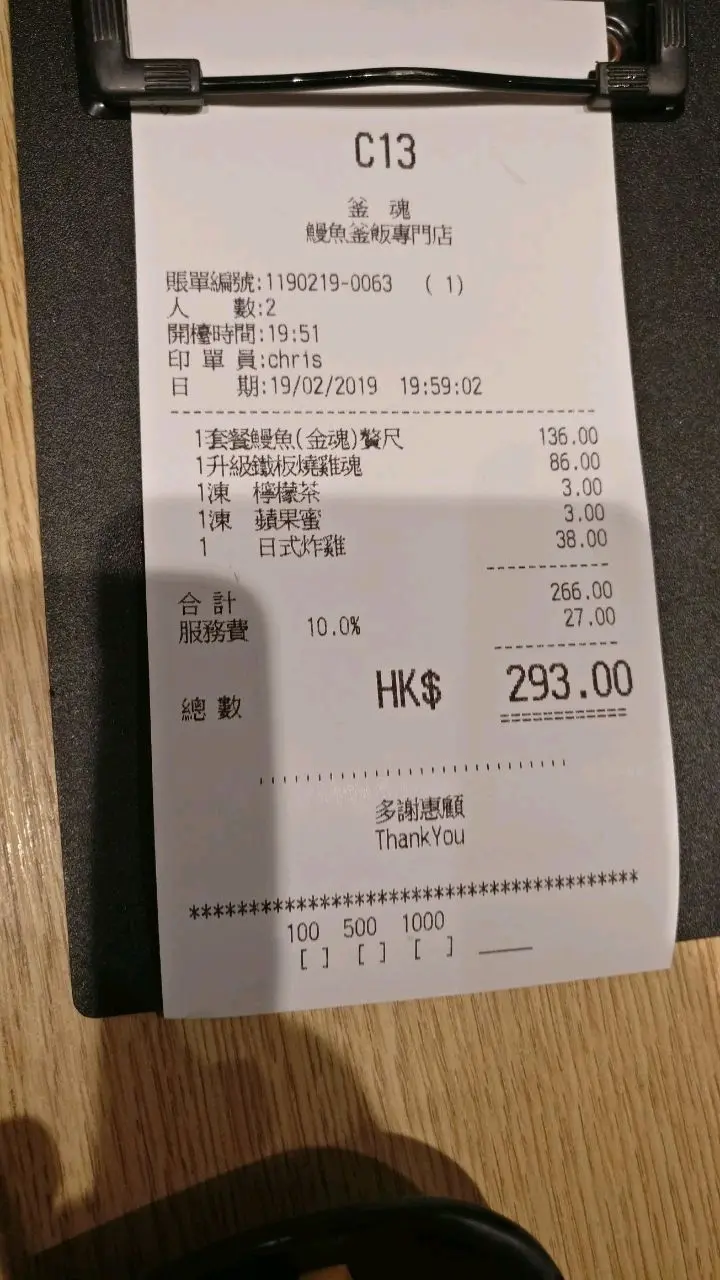 C13
釜 魂
鰻魚釜飯專門店
賬單編號:1190219-0063 ( 1)
人 數:2
開檯時間:19:51
印 單 員:chris
日 期:19/02/2019 19:59:02
1套餐鰻魚(金魂)贅尺 136.00
1升級鐵板燒雞魂 86.00
1凍 檸檬茶 3.00
1凍 蘋果蜜 3.00
1 日式炸雞 38.00
合 計 266.00
服務費 10.0% 27.00
總 數 HK$ 293.00
多謝惠顧
ThankYou
***************************************
100 500 1000
[ ] [ ] [ ] ____